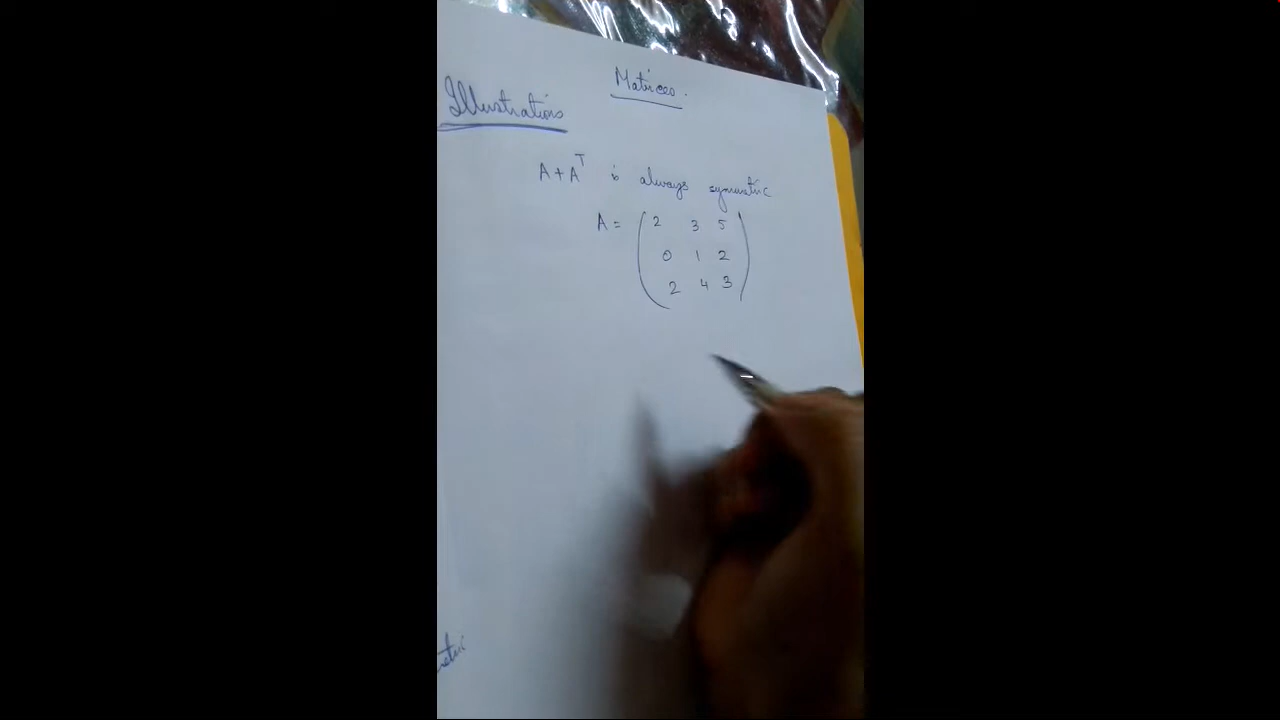 Matrices.
Illustrations
A+A^T is always symmetric
A = ( 2 3 5
0 1 2
2 4 3 )